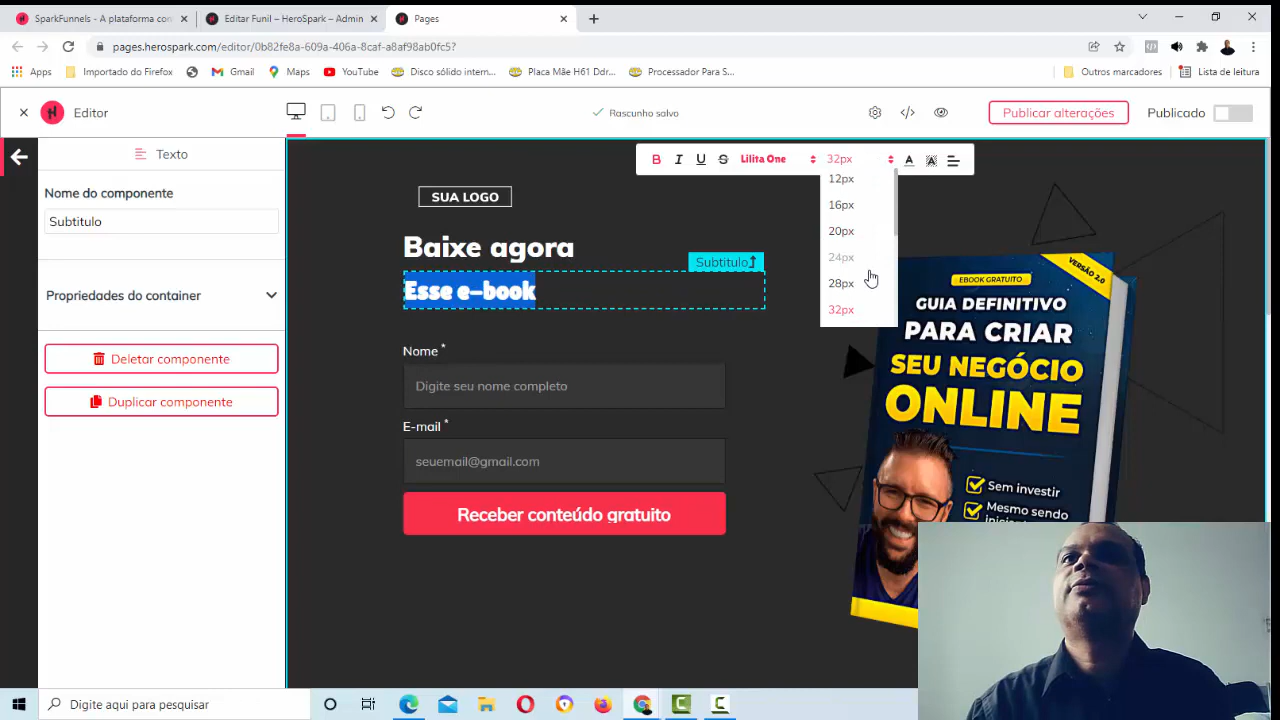 SparkFunnels - A plataforma con
Editar Funil – HeroSpark – Admin
Pages
pages.herospark.com/editor/0b82fe8a-609a-406a-8caf-a8af98ab0fc5?
Apps
Importado do Firefox
Gmail
Maps
YouTube
Disco sólido intern...
Placa Mãe H61 Ddr...
Processador Para S...
Outros marcadores
Lista de leitura
Editor
Rascunho salvo
Publicar alterações
Publicado
Texto
Nome do componente
Subtitulo
Propriedades do container
Deletar componente
Duplicar componente
B I U S Lilita One 32px A A
12px
16px
20px
24px
28px
32px
SUA LOGO
Baixe agora
Subtitulo
Esse e-book
Nome *
Digite seu nome completo
E-mail *
seuemail@gmail.com
Receber conteúdo gratuito
VERSÃO 2.0
EBOOK GRATUITO
GUIA DEFINITIVO
PARA CRIAR
SEU NEGÓCIO
ONLINE
Sem investir
Mesmo sendo
Digite aqui para pesquisar